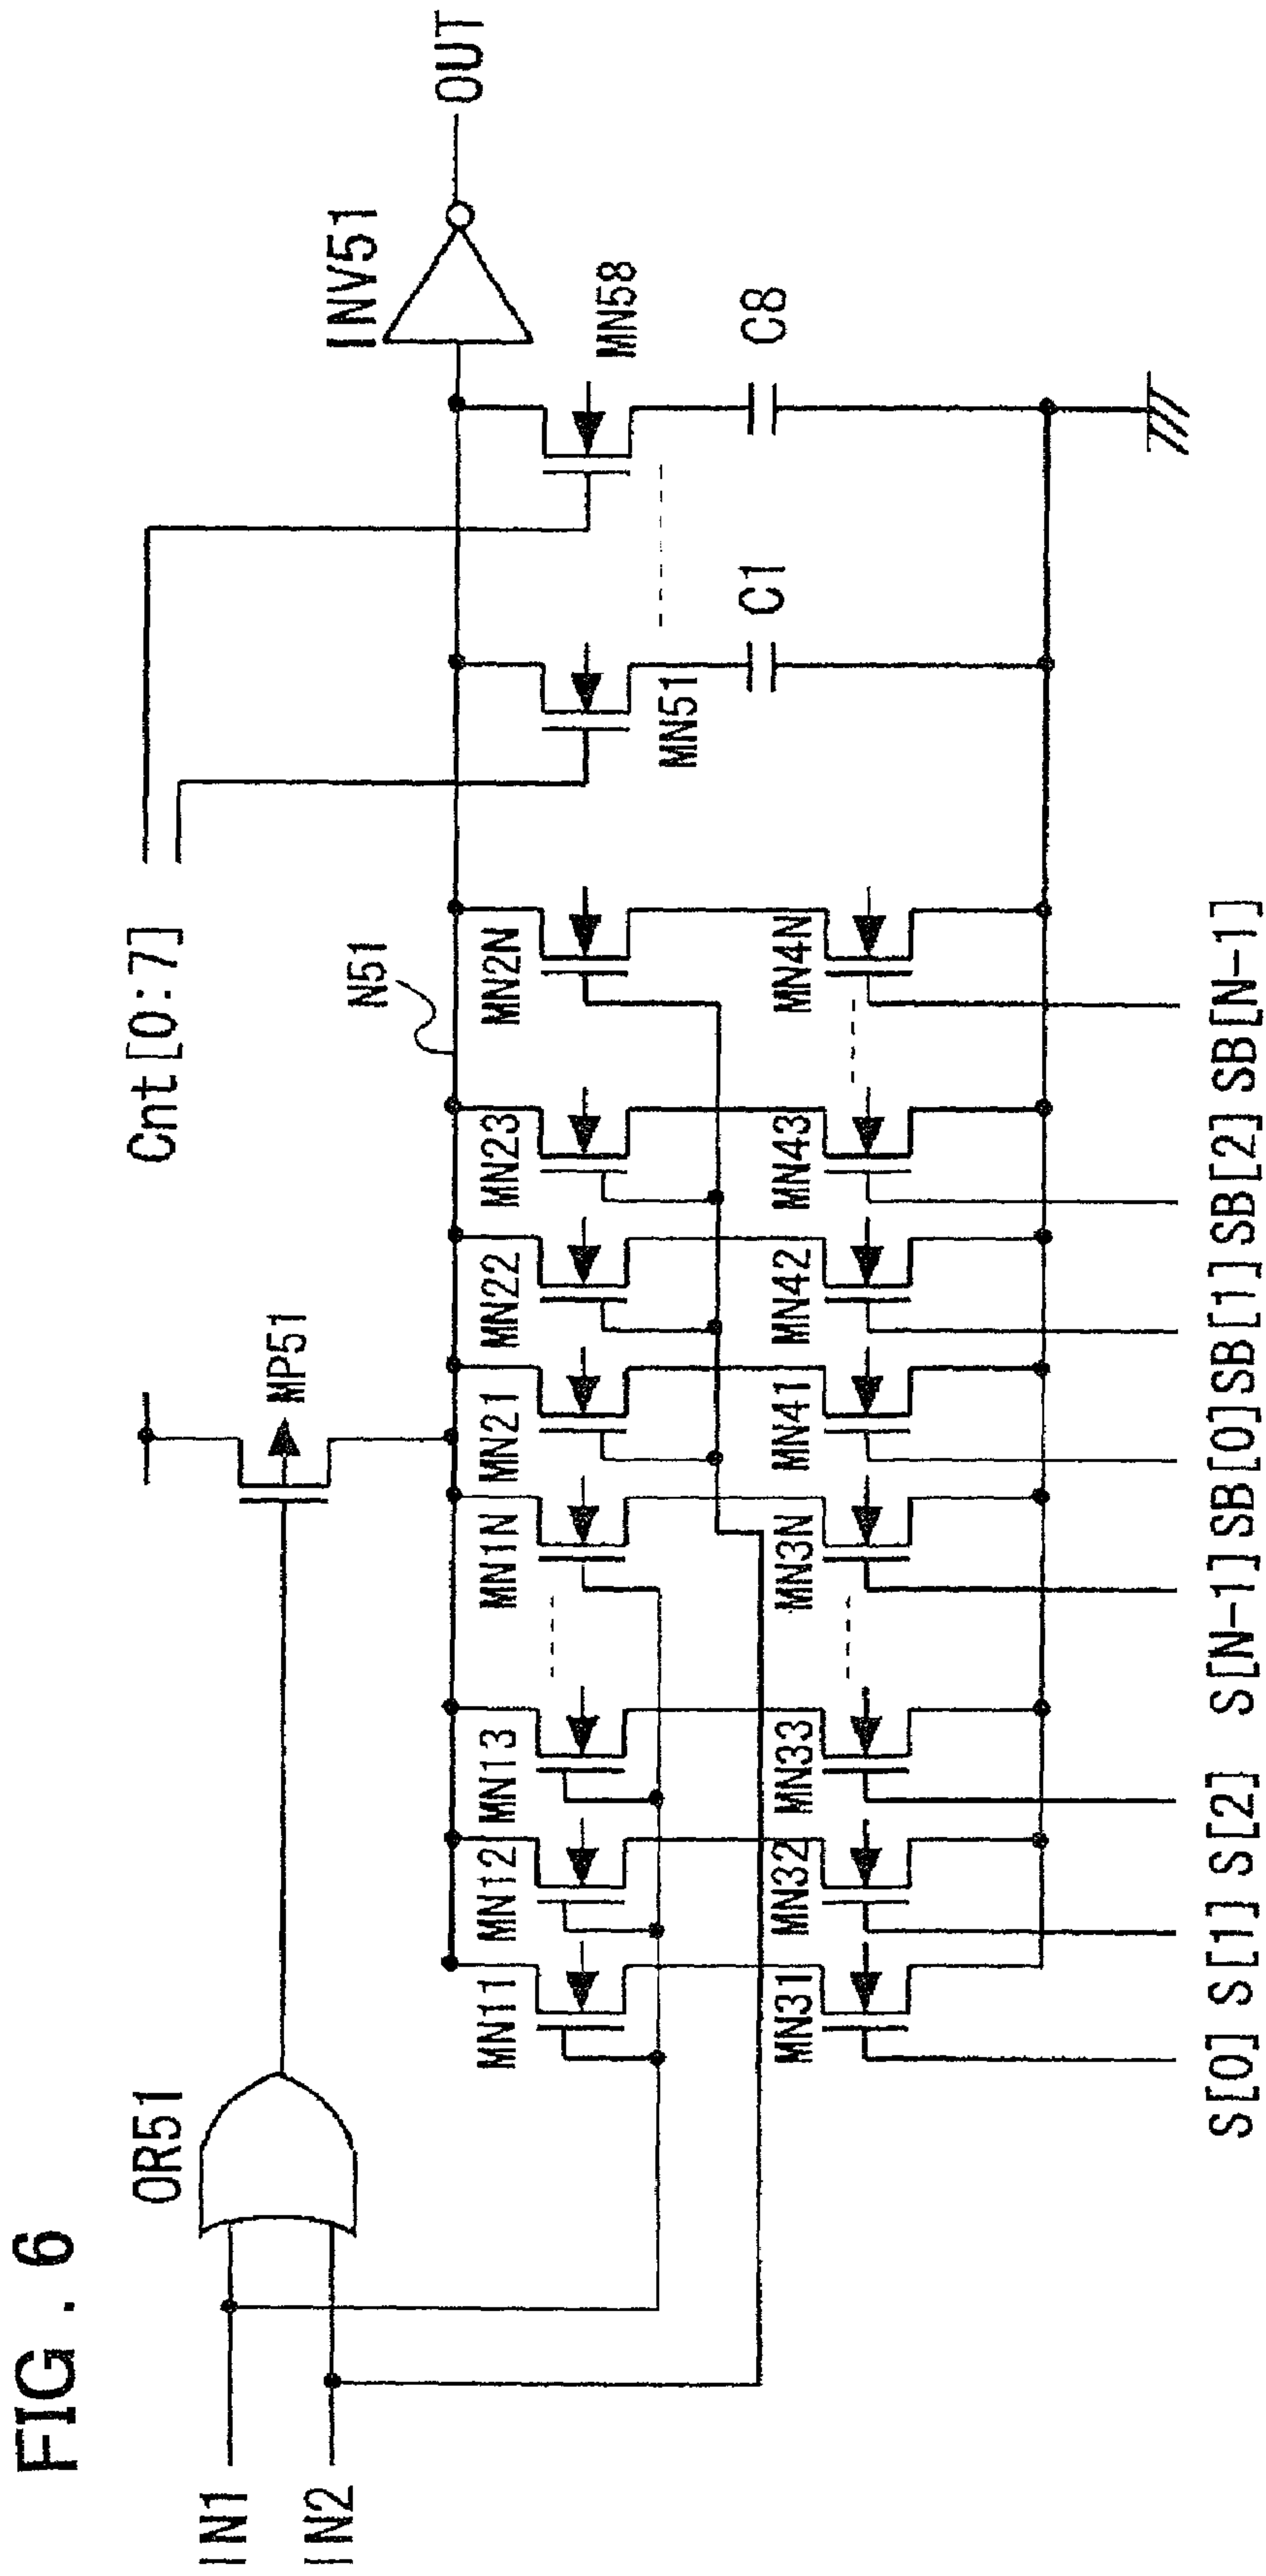 FIG. 6
IN1
IN2
OR51
MP51
Cnt[0:7]
N51
INV51
OUT
MN11
MN12
MN13
MN1N
MN21
MN22
MN23
MN2N
MN51
MN58
C1
C8
MN31
MN32
MN33
MN3N
MN41
MN42
MN43
MN4N
S[0] S[1] S[2] S[N-1] SB[0] SB[1] SB[2] SB[N-1]